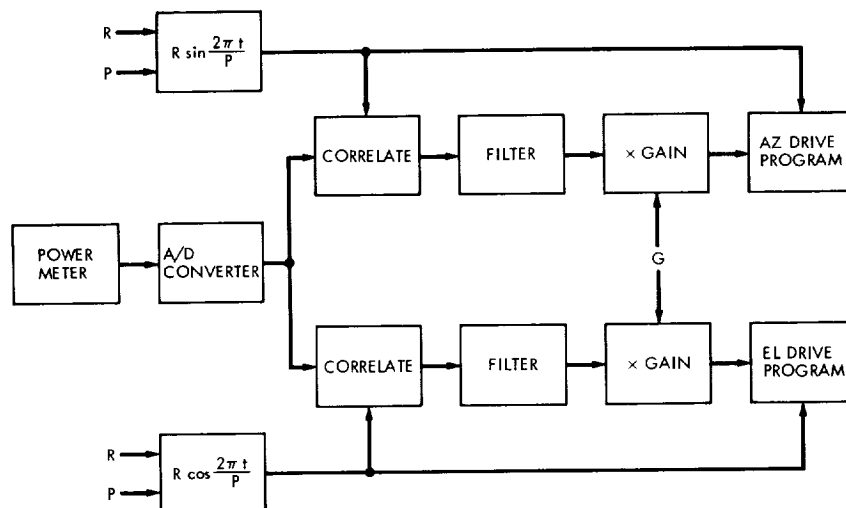 R
P
R sin 2π t / P
CORRELATE
FILTER
× GAIN
AZ DRIVE
PROGRAM
POWER
METER
A/D
CONVERTER
G
CORRELATE
FILTER
× GAIN
EL DRIVE
PROGRAM
R
P
R cos 2π t / P